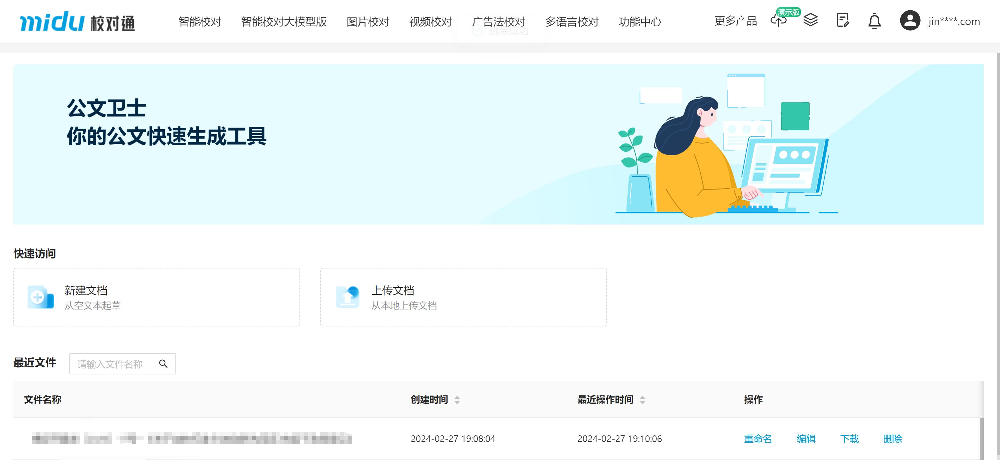 midu 校对通 智能校对 智能校对大模型版 图片校对 视频校对 广告法校对 多语言校对 功能中心 更多产品 演示版 jin****.com
删除成功
公文卫士
你的公文快速生成工具
快速访问
新建文档
从空文本起草
上传文档
从本地上传文档
最近文件 请输入文件名称
文件名称 创建时间 最近操作时间 操作
2024-02-27 19:08:04 2024-02-27 19:10:06 重命名 编辑 下载 删除